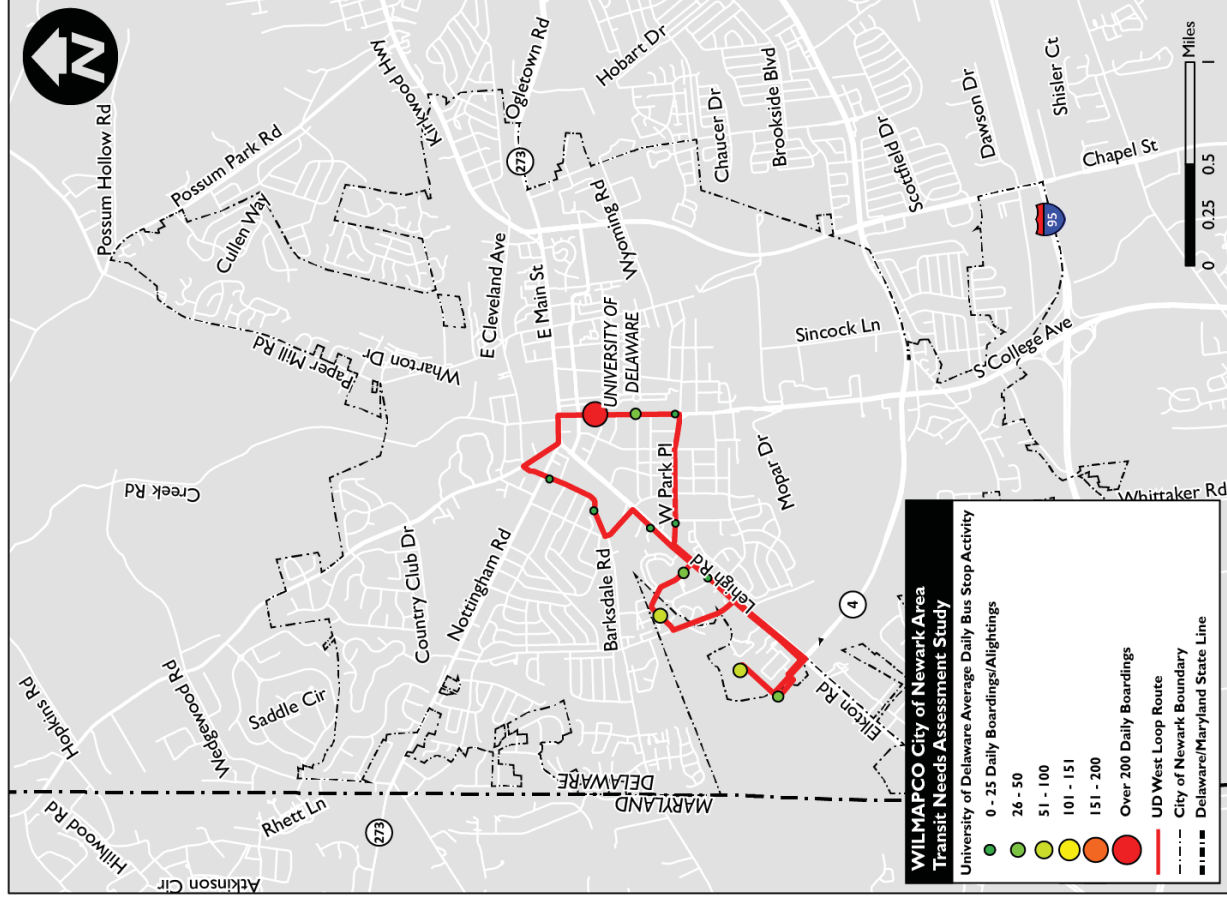 N
Possum Hollow Rd
Possum Park Rd
Kirkwood Hwy
Ogletown Rd
Hobart Dr
273
Cullen Way
Chaucer Dr
Brookside Blvd
Scottfield Dr
Dawson Dr
Shisler Ct
Chapel St
Wyoming Rd
E Cleveland Ave
E Main St
95
Paper Mill Rd
Wharton Dr
UNIVERSITY OF
DELAWARE
Sincock Ln
S College Ave
Creek Rd
W Park Pl
Mopar Dr
Whittaker Rd
Country Club Dr
Nottingham Rd
Barksdale Rd
Lehigh Rd
4
Elkton Rd
Hopkins Rd
Wedgewood Rd
Saddle Cir
DELAWARE
MARYLAND
Hillwood Rd
Rhett Ln
273
Atkinson Cir
0 0.25 0.5 1
Miles
WILMAPCO City of Newark Area
Transit Needs Assessment Study
University of Delaware Average Daily Bus Stop Activity
0 - 25 Daily Boardings/Alightings
26 - 50
51 - 100
101 - 151
151 - 200
Over 200 Daily Boardings
UD West Loop Route
City of Newark Boundary
Delaware/Maryland State Line